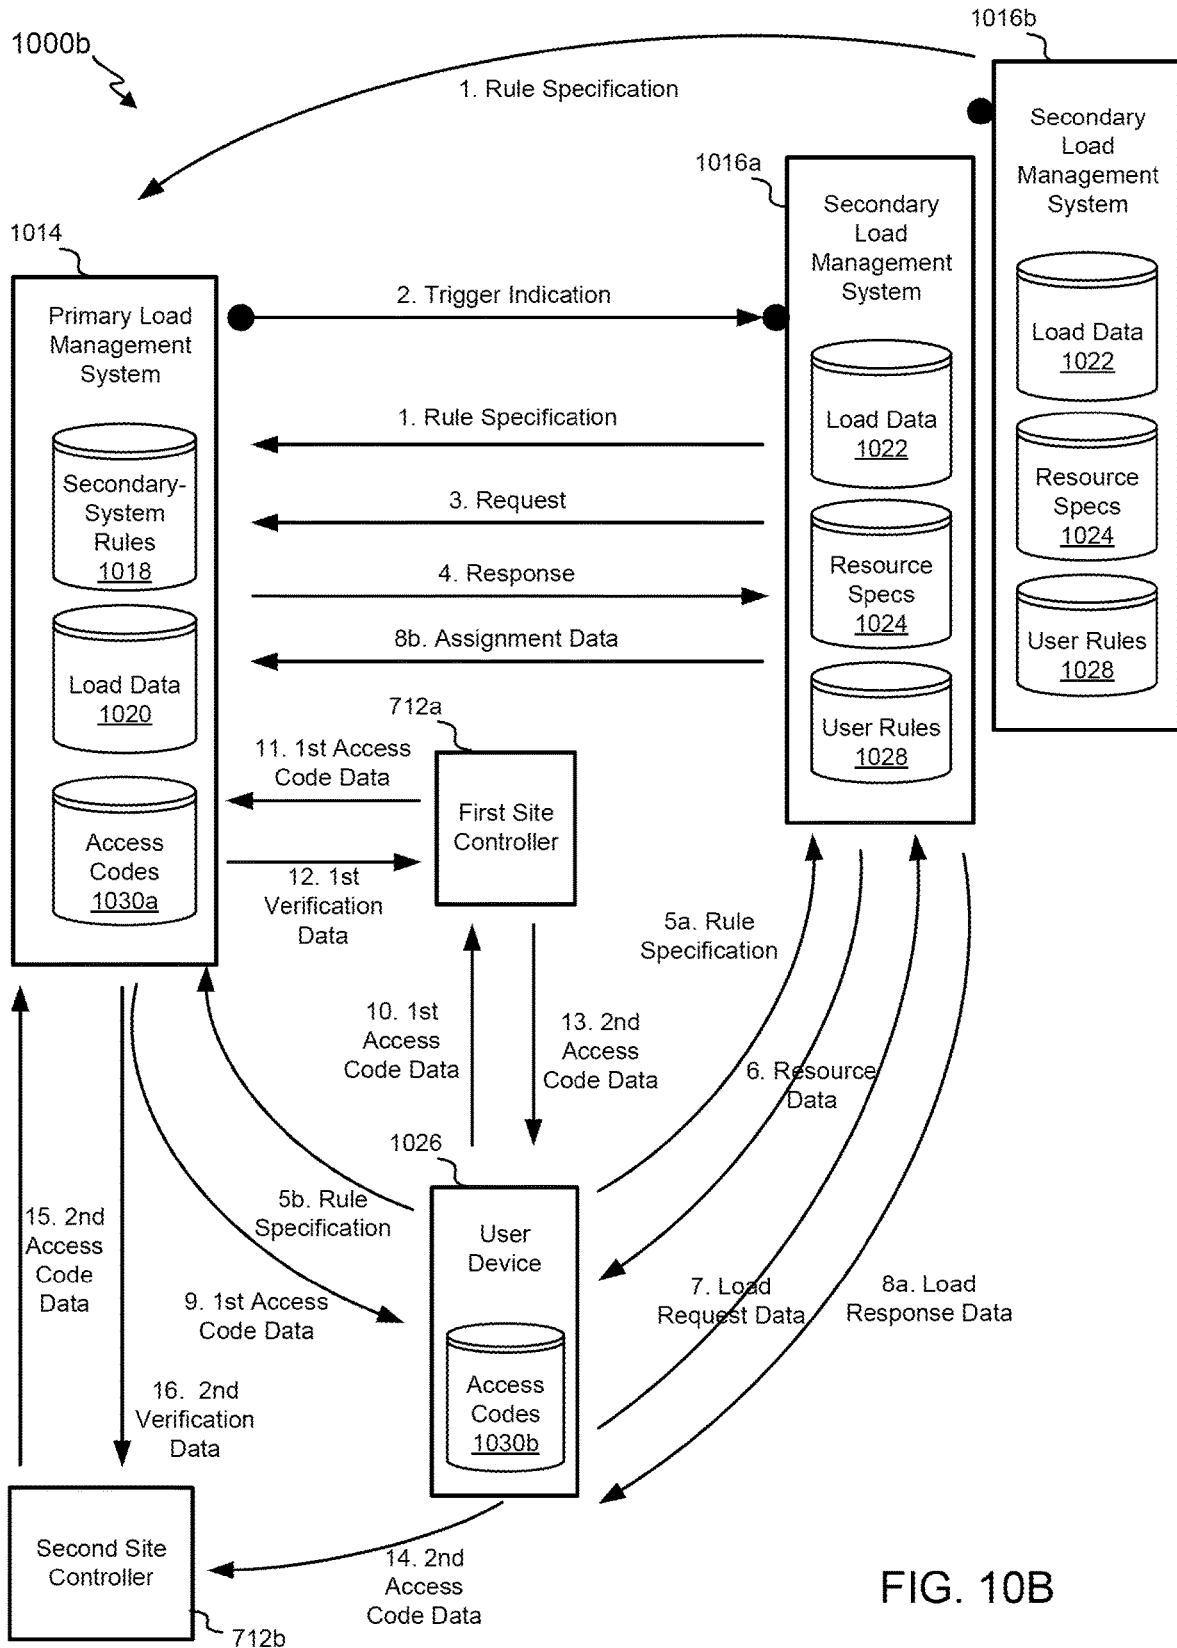 1016b
1000b
1. Rule Specification
Secondary
Load
Management
System
Load Data
1022
Resource
Specs
1024
User Rules
1028
1016a
Secondary
Load
Management
System
Load Data
1022
Resource
Specs
1024
User Rules
1028
1014
Primary Load
Management
System
Secondary-
System
Rules
1018
Load Data
1020
Access
Codes
1030a
2. Trigger Indication
1. Rule Specification
3. Request
4. Response
8b. Assignment Data
712a
11. 1st Access
Code Data
First Site
Controller
12. 1st
Verification
Data
5a. Rule
Specification
10. 1st
Access
Code Data
13. 2nd
Access
Code Data
6. Resource
Data
1026
5b. Rule
Specification
User
Device
15. 2nd
Access
Code
Data
9. 1st Access
Code Data
7. Load
Request Data
8a. Load
Response Data
Access
Codes
1030b
16. 2nd
Verification
Data
Second Site
Controller
14. 2nd
Access
Code Data
712b
FIG. 10B